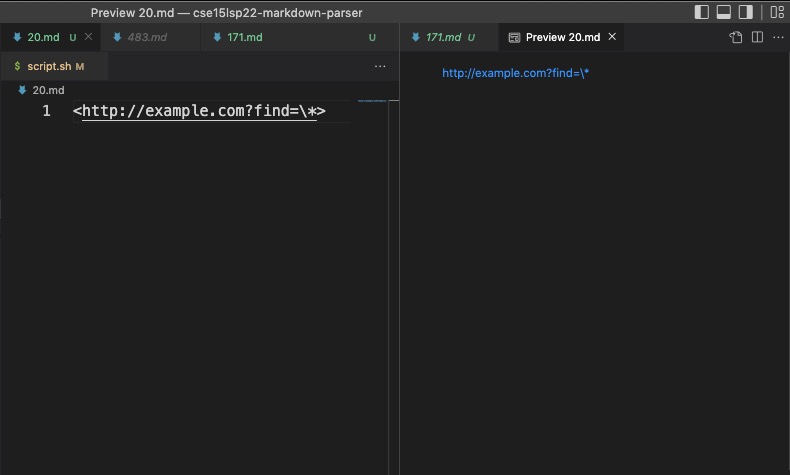 Preview 20.md — cse15lsp22-markdown-parser
20.md U
483.md
171.md U
171.md U
Preview 20.md
$ script.sh M
20.md
1 <http://example.com?find=\*>
http://example.com?find=\*